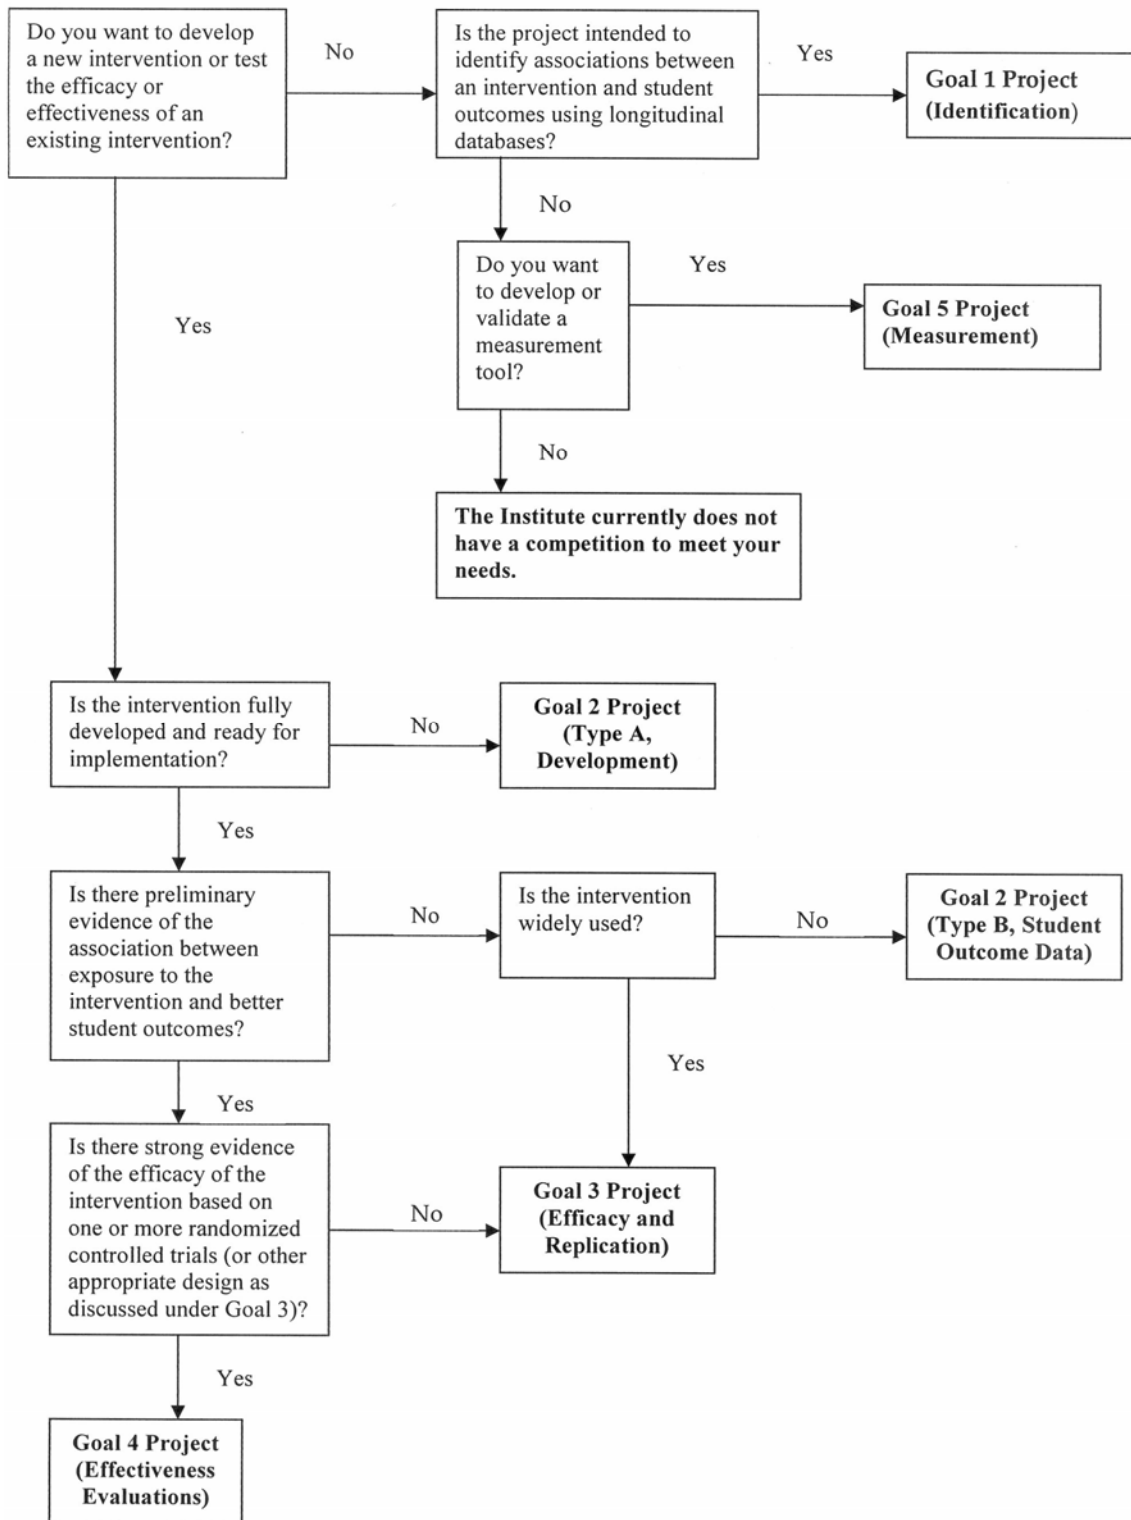 Do you want to develop
a new intervention or test
the efficacy or
effectiveness of an
existing intervention?
No
Is the project intended to
identify associations between
an intervention and student
outcomes using longitudinal
databases?
Yes
Goal 1 Project
(Identification)
No
Do you want
to develop or
validate a
measurement
tool?
Yes
Goal 5 Project
(Measurement)
Yes
No
The Institute currently does not
have a competition to meet your
needs.
Is the intervention fully
developed and ready for
implementation?
No
Goal 2 Project
(Type A,
Development)
Yes
Is there preliminary
evidence of the
association between
exposure to the
intervention and better
student outcomes?
No
Is the intervention
widely used?
No
Goal 2 Project
(Type B, Student
Outcome Data)
Yes
Yes
Is there strong evidence
of the efficacy of the
intervention based on
one or more randomized
controlled trials (or other
appropriate design as
discussed under Goal 3)?
No
Goal 3 Project
(Efficacy and
Replication)
Yes
Goal 4 Project
(Effectiveness
Evaluations)